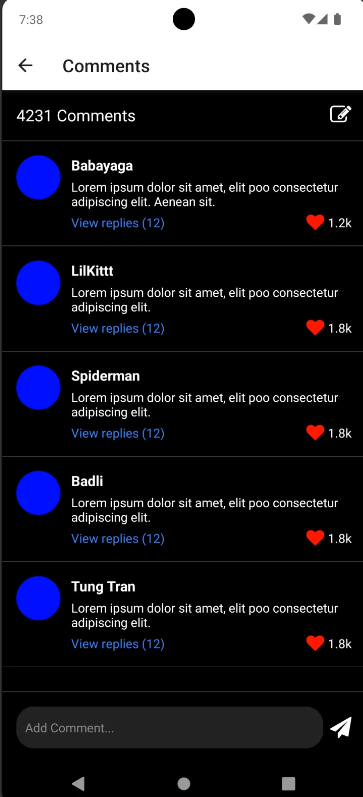 7:38
Comments
4231 Comments
Babayaga
Lorem ipsum dolor sit amet, elit poo consectetur
adipiscing elit. Aenean sit.
View replies (12)
1.2k
LilKittt
Lorem ipsum dolor sit amet, elit poo consectetur
adipiscing elit.
View replies (12)
1.8k
Spiderman
Lorem ipsum dolor sit amet, elit poo consectetur
adipiscing elit.
View replies (12)
1.8k
Badli
Lorem ipsum dolor sit amet, elit poo consectetur
adipiscing elit.
View replies (12)
1.8k
Tung Tran
Lorem ipsum dolor sit amet, elit poo consectetur
adipiscing elit.
View replies (12)
1.8k
Add Comment...